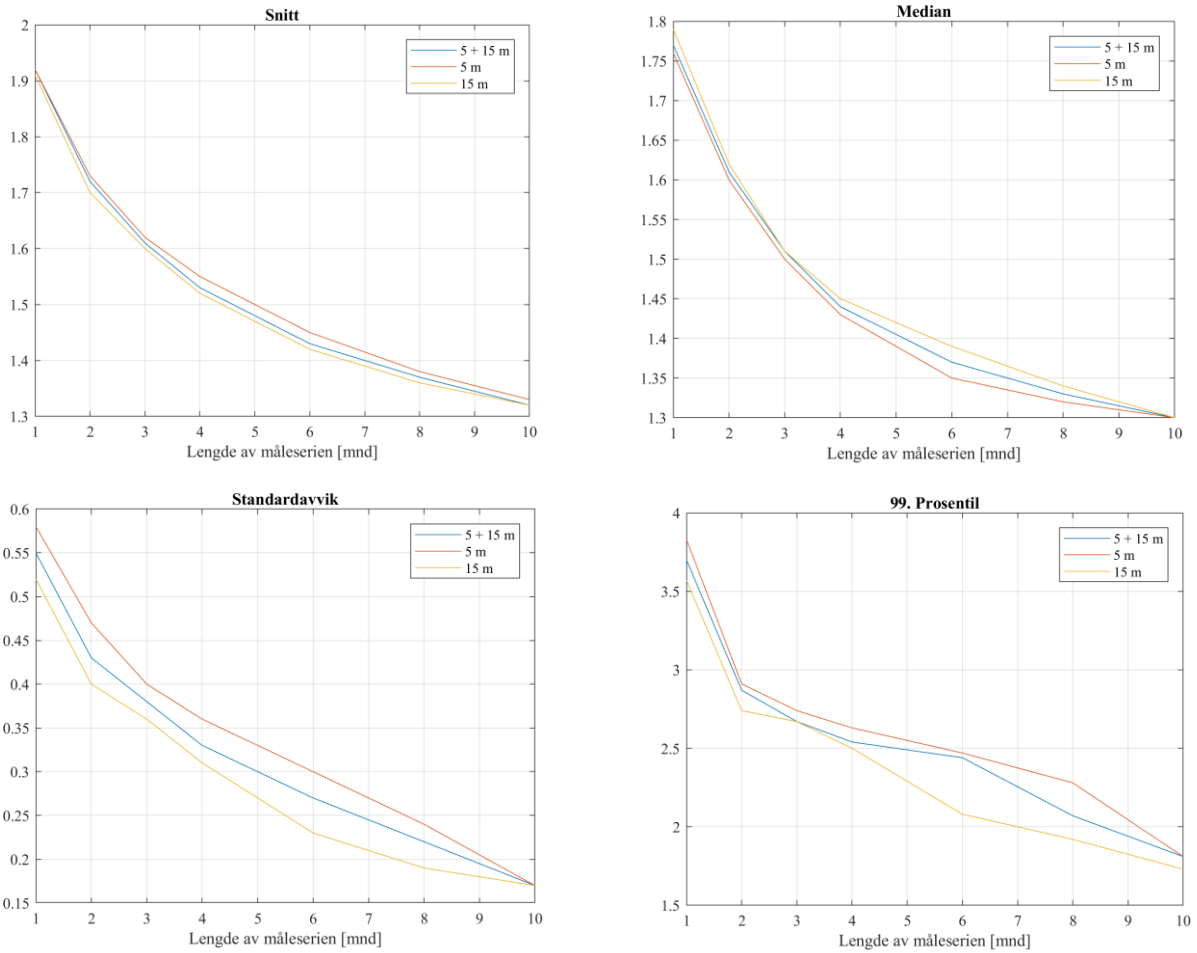 Snitt
2
1.9
1.8
1.7
1.6
1.5
1.4
1.3
5 + 15 m
5 m
15 m
1 2 3 4 5 6 7 8 9 10
Lengde av måleserien [mnd]
Median
1.8
1.75
1.7
1.65
1.6
1.55
1.5
1.45
1.4
1.35
1.3
5 + 15 m
5 m
15 m
1 2 3 4 5 6 7 8 9 10
Lengde av måleserien [mnd]
Standardavvik
0.6
0.55
0.5
0.45
0.4
0.35
0.3
0.25
0.2
0.15
5 + 15 m
5 m
15 m
1 2 3 4 5 6 7 8 9 10
Lengde av måleserien [mnd]
99. Prosentil
4
3.5
3
2.5
2
1.5
5 + 15 m
5 m
15 m
1 2 3 4 5 6 7 8 9 10
Lengde av måleserien [mnd]